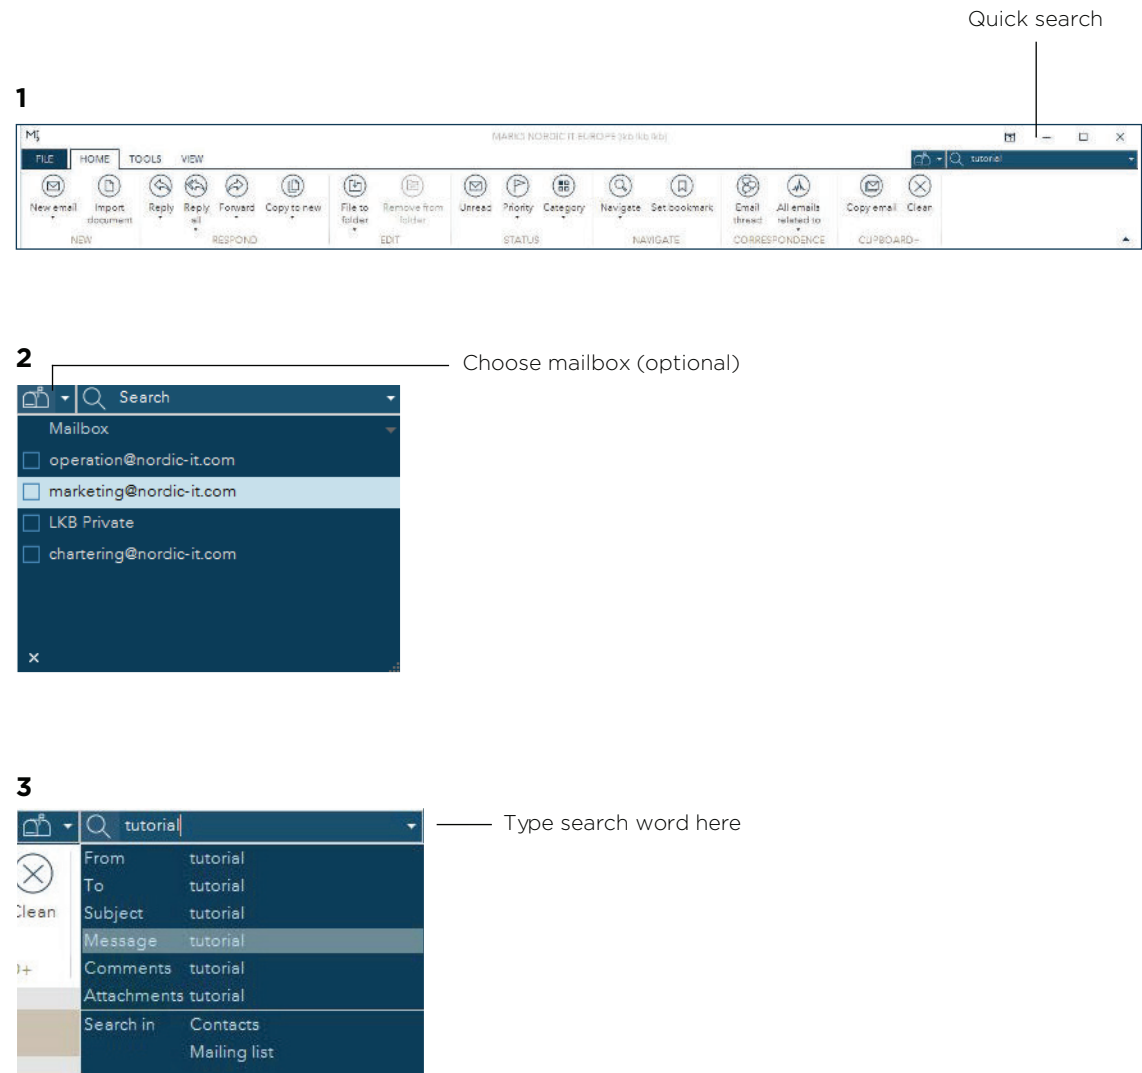 Quick search
1
MARKS NORDIC IT EUROPE
FILE HOME TOOLS VIEW tutorial
New email Import document Reply Reply all Forward Copy to new File to folder Remove from folder Unread Priority Category Navigate Set bookmark Email thread All emails related to Copy email Clean
NEW RESPOND EDIT STATUS NAVIGATE CORRESPONDENCE CLIPBOARD+
2 Choose mailbox (optional)
Search
Mailbox
operation@nordic-it.com
marketing@nordic-it.com
LKB Private
chartering@nordic-it.com
3
tutorial Type search word here
From tutorial
To tutorial
Clean Subject tutorial
Message tutorial
Comments tutorial
Attachments tutorial
Search in Contacts
Mailing list